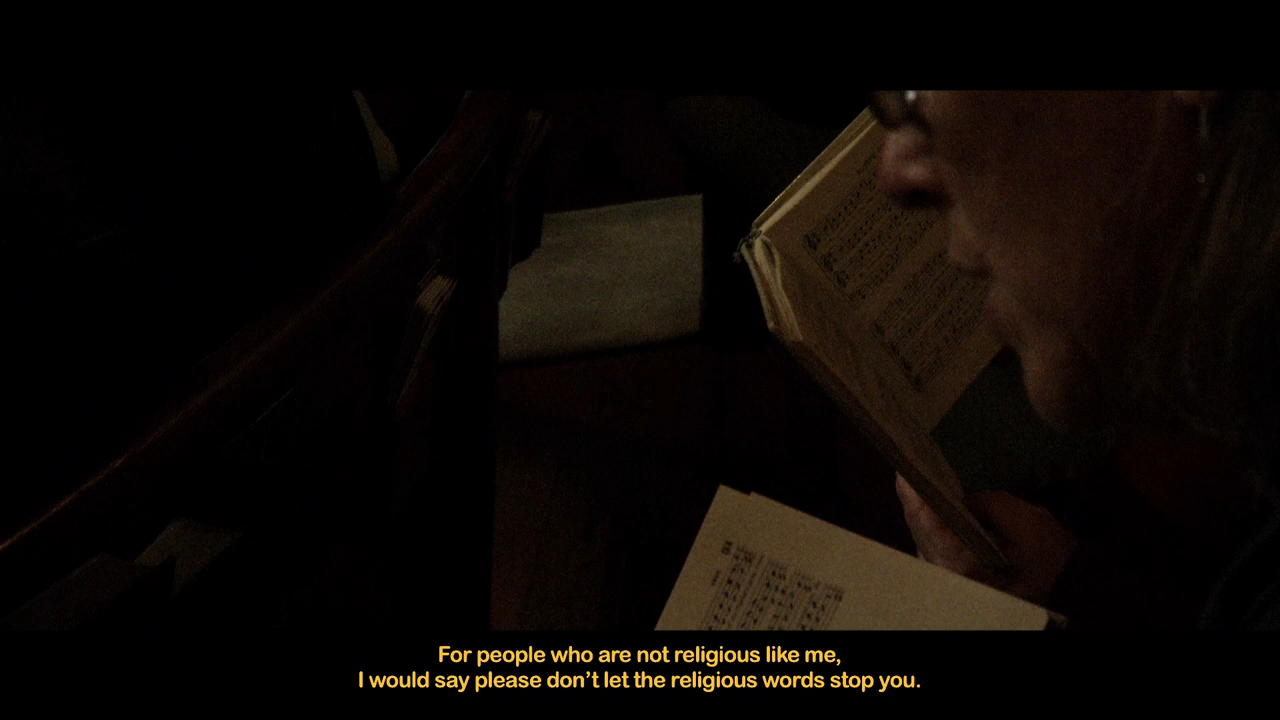 For people who are not religious like me,
I would say please don’t let the religious words stop you.